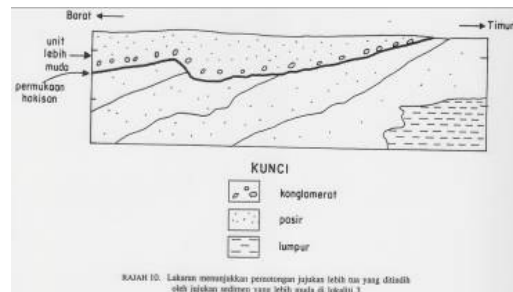 Barat
Timur
unit
lebih
muda
permukaan
hakisan
KUNCI
konglomerat
pasir
lumpur
RAJAH 10. Lakaran menunjukkan pemotongan jujukan lebih tua yang ditindih
oleh jujukan sedimen yang lebih muda di lokaliti 3